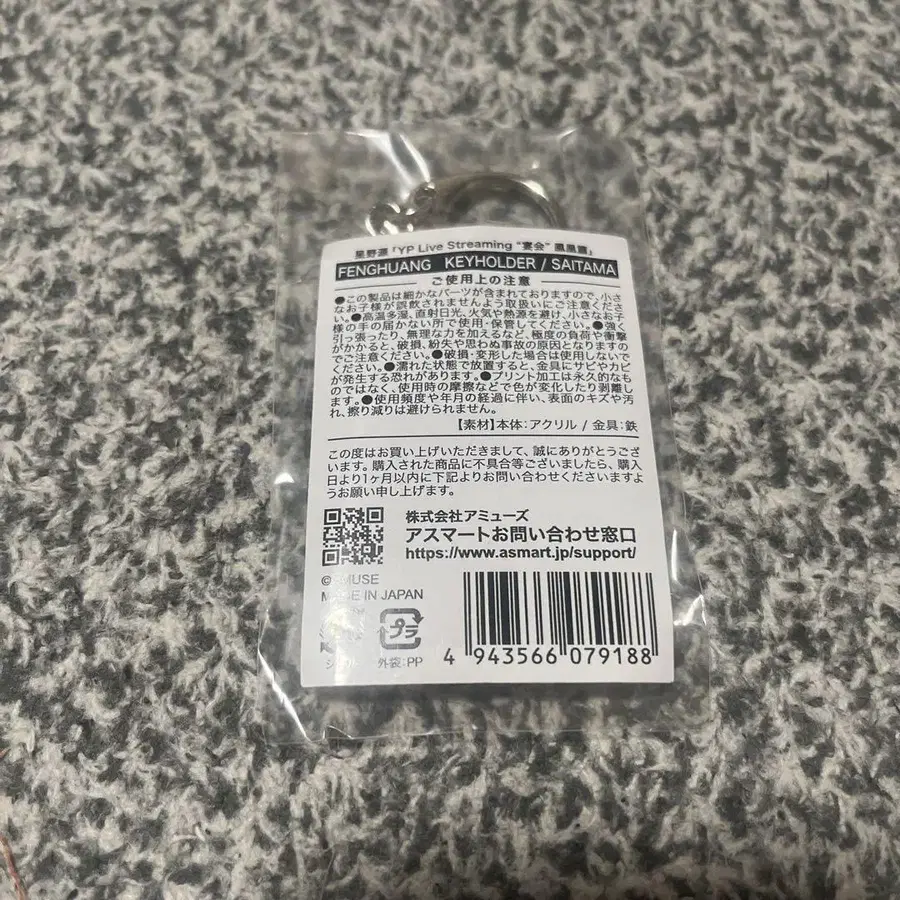 星野源「YP Live Streaming "宴会" 鳳凰篇」
FENGHUANG KEYHOLDER / SAITAMA
ご使用上の注意
●この製品は細かなパーツが含まれておりますので、小さ
なお子様が誤飲されませんよう取扱いにご注意くださ
い。●高温多湿、直射日光、火気や熱源を避け、小さなお子
様の手の届かない所で使用・保管してください。●強く
引っ張ったり、無理な力を加えるなど、極度の負荷や衝撃
がかかると、破損、紛失や思わぬ事故の原因となりますの
でご注意ください。●破損・変形した場合は使用しないで
ください。●濡れた状態で放置すると、金具にサビやカビ
が発生する恐れがあります。●プリント加工は永久的なも
のではなく、使用時の摩擦などで色が変化したり剥離し
ます。●使用頻度や年月の経過に伴い、表面のキズや汚
れ、擦り減りは避けられません。
【素材】本体：アクリル / 金具：鉄
この度はお買い上げいただきまして、誠にありがとうござ
います。購入された商品に不具合等ございましたら、購入
日より1ヶ月以内に下記よりお問い合わせくださいますよ
うお願い申し上げます。
株式会社アミューズ
アスマートお問い合わせ窓口
https://www.asmart.jp/support/
© MUSE
MADE IN JAPAN
プラ
外袋:PP
4 943566 079188